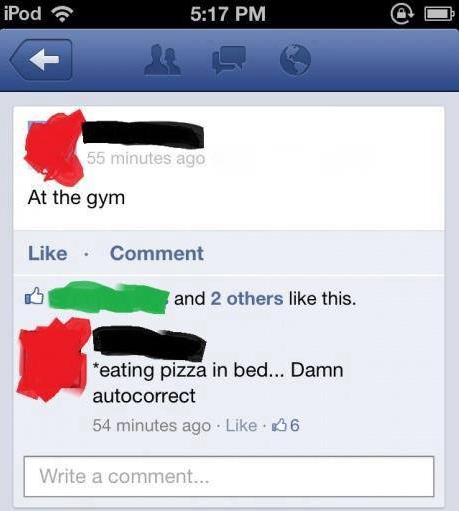 iPod 5:17 PM
55 minutes ago
At the gym
Like · Comment
and 2 others like this.
*eating pizza in bed... Damn
autocorrect
54 minutes ago · Like · 6
Write a comment...